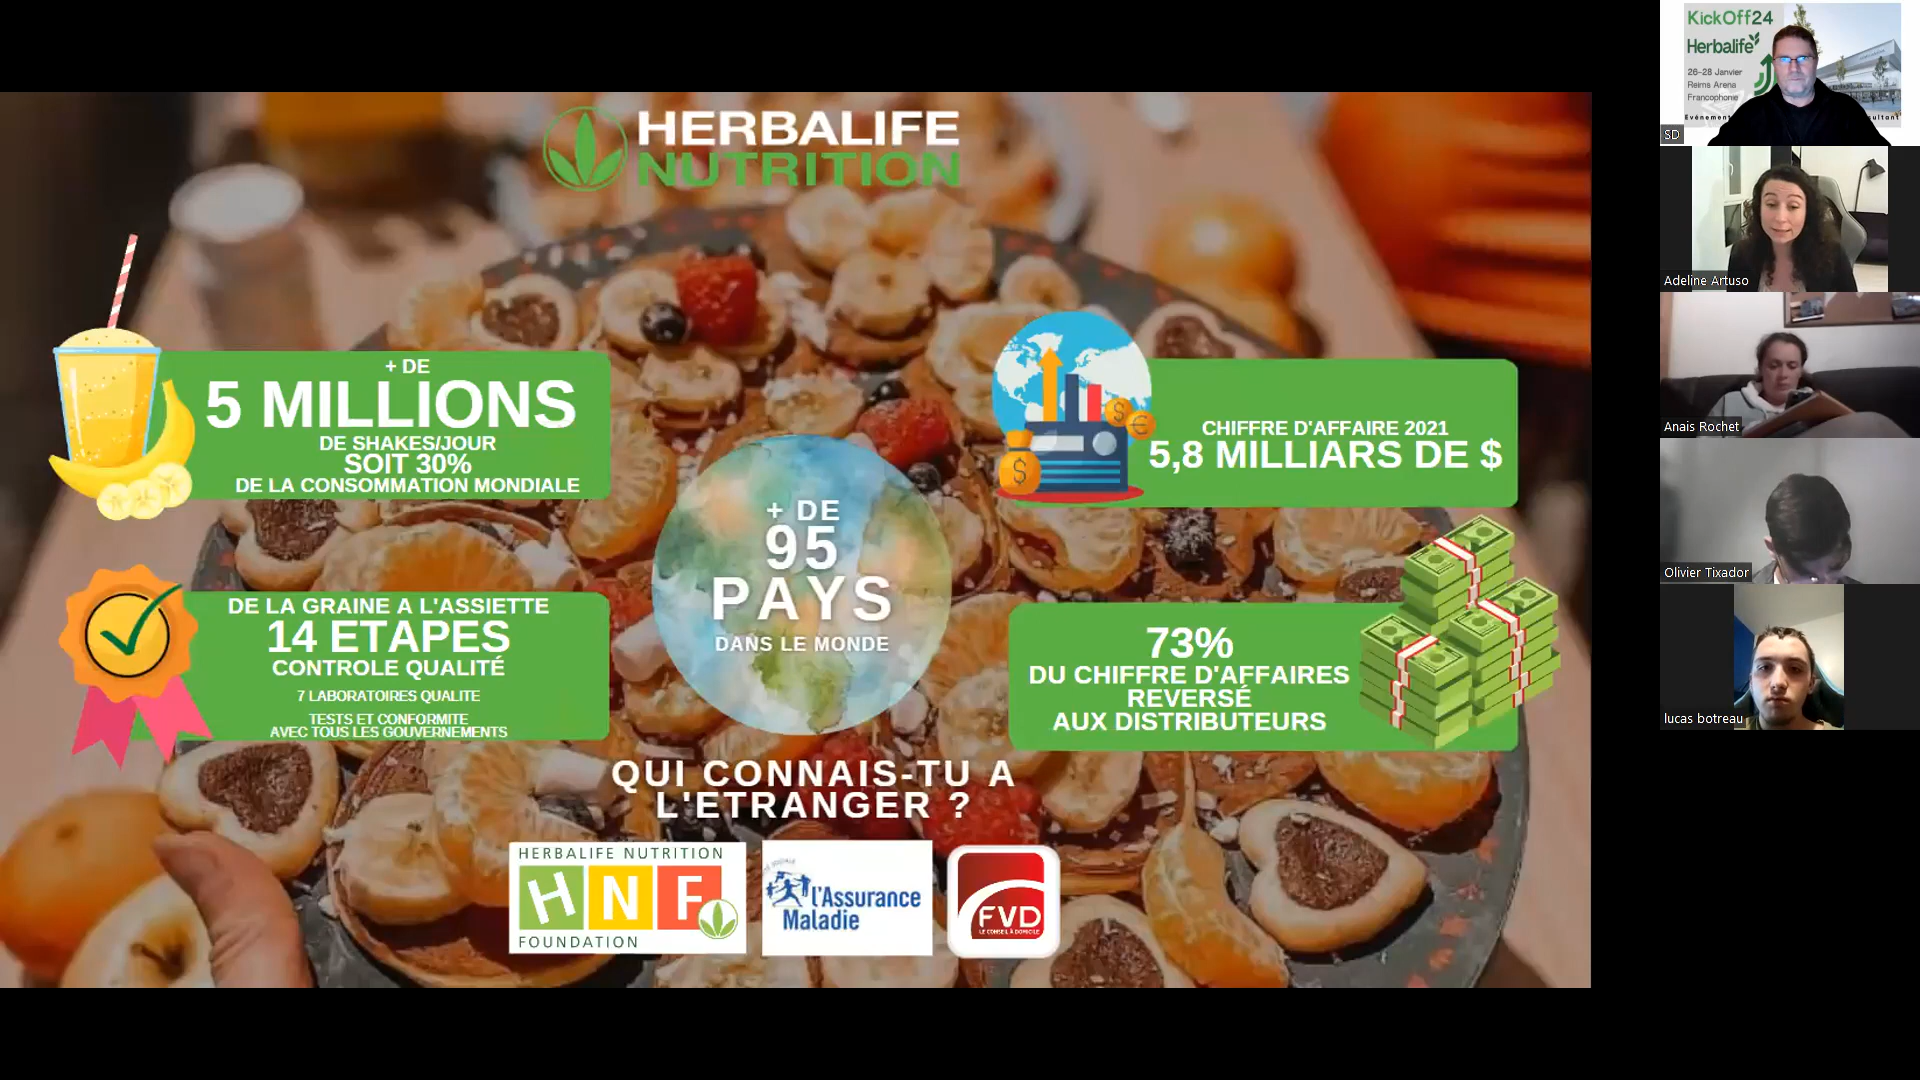 HERBALIFE
NUTRITION
+ DE
5 MILLIONS
DE SHAKES/JOUR
SOIT 30%
DE LA CONSOMMATION MONDIALE
CHIFFRE D'AFFAIRE 2021
5,8 MILLIARS DE $
+ DE
95
PAYS
DANS LE MONDE
DE LA GRAINE A L'ASSIETTE
14 ETAPES
CONTROLE QUALITÉ
7 LABORATOIRES QUALITE
TESTS ET CONFORMITE
AVEC TOUS LES GOUVERNEMENTS
73%
DU CHIFFRE D'AFFAIRES
REVERSÉ
AUX DISTRIBUTEURS
QUI CONNAIS-TU A
L'ETRANGER ?
HERBALIFE NUTRITION
HNF
FOUNDATION
l'Assurance
Maladie
FVD
LE CONSEIL À DOMICILE
KickOff24
Herbalife
26-28 Janvier
Reims Arena
Francophonie
SD
Adeline Artuso
Anais Rochet
Olivier Tixador
lucas botreau